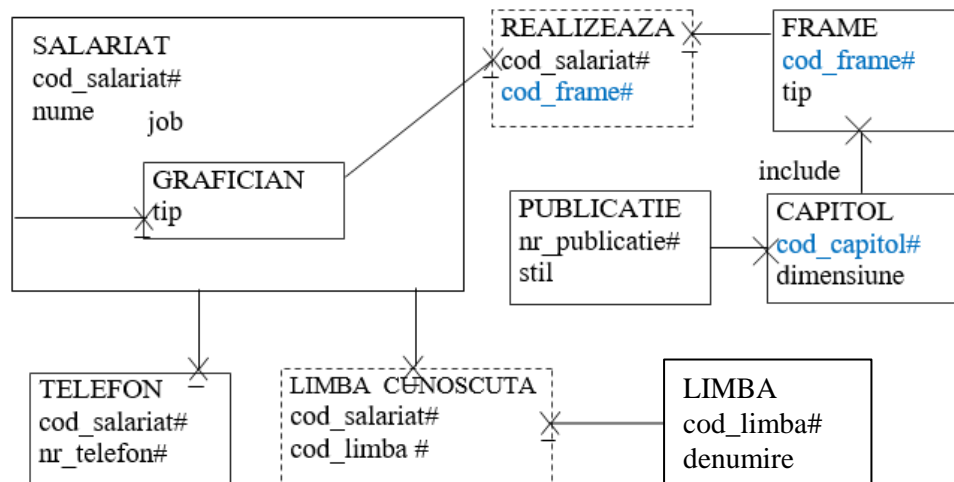 SALARIAT
cod_salariat#
nume
job
GRAFICIAN
tip
REALIZEAZA
cod_salariat#
cod_frame#
FRAME
cod_frame#
tip
include
PUBLICATIE
nr_publicatie#
stil
CAPITOL
cod_capitol#
dimensiune
TELEFON
cod_salariat#
nr_telefon#
LIMBA CUNOSCUTA
cod_salariat#
cod_limba #
LIMBA
cod_limba#
denumire